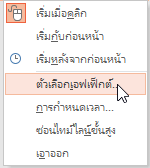 เริ่มเมื่อคลิก
เริ่มกับก่อนหน้า
เริ่มหลังจากก่อนหน้า
ตัวเลือกเอฟเฟ็กต์...
การกำหนดเวลา...
ซ่อนไทม์ไลน์ขั้นสูง
เอาออก